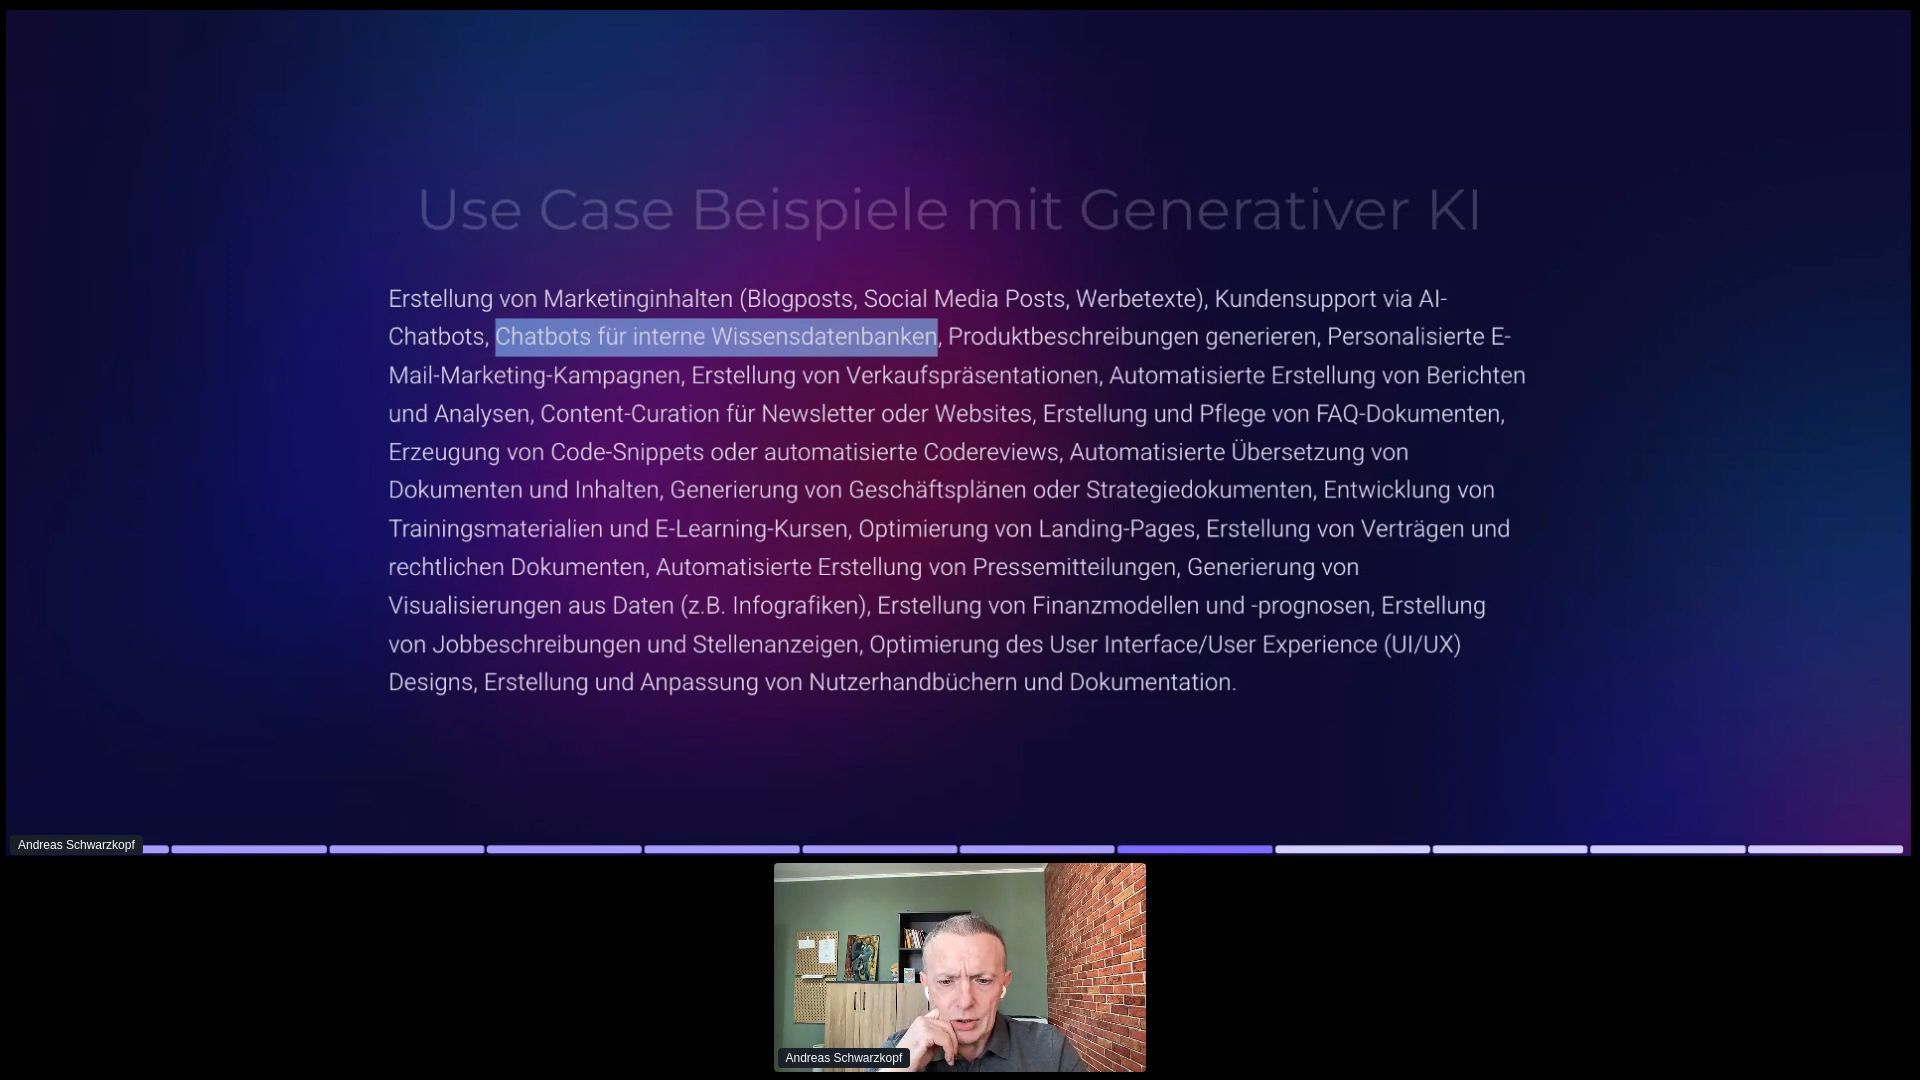 Use Case Beispiele mit Generativer KI
Erstellung von Marketinginhalten (Blogposts, Social Media Posts, Werbetexte), Kundensupport via AI-
Chatbots, Chatbots für interne Wissensdatenbanken, Produktbeschreibungen generieren, Personalisierte E-
Mail-Marketing-Kampagnen, Erstellung von Verkaufspräsentationen, Automatisierte Erstellung von Berichten
und Analysen, Content-Curation für Newsletter oder Websites, Erstellung und Pflege von FAQ-Dokumenten,
Erzeugung von Code-Snippets oder automatisierte Codereviews, Automatisierte Übersetzung von
Dokumenten und Inhalten, Generierung von Geschäftsplänen oder Strategiedokumenten, Entwicklung von
Trainingsmaterialien und E-Learning-Kursen, Optimierung von Landing-Pages, Erstellung von Verträgen und
rechtlichen Dokumenten, Automatisierte Erstellung von Pressemitteilungen, Generierung von
Visualisierungen aus Daten (z.B. Infografiken), Erstellung von Finanzmodellen und -prognosen, Erstellung
von Jobbeschreibungen und Stellenanzeigen, Optimierung des User Interface/User Experience (UI/UX)
Designs, Erstellung und Anpassung von Nutzerhandbüchern und Dokumentation.
Andreas Schwarzkopf
Andreas Schwarzkopf